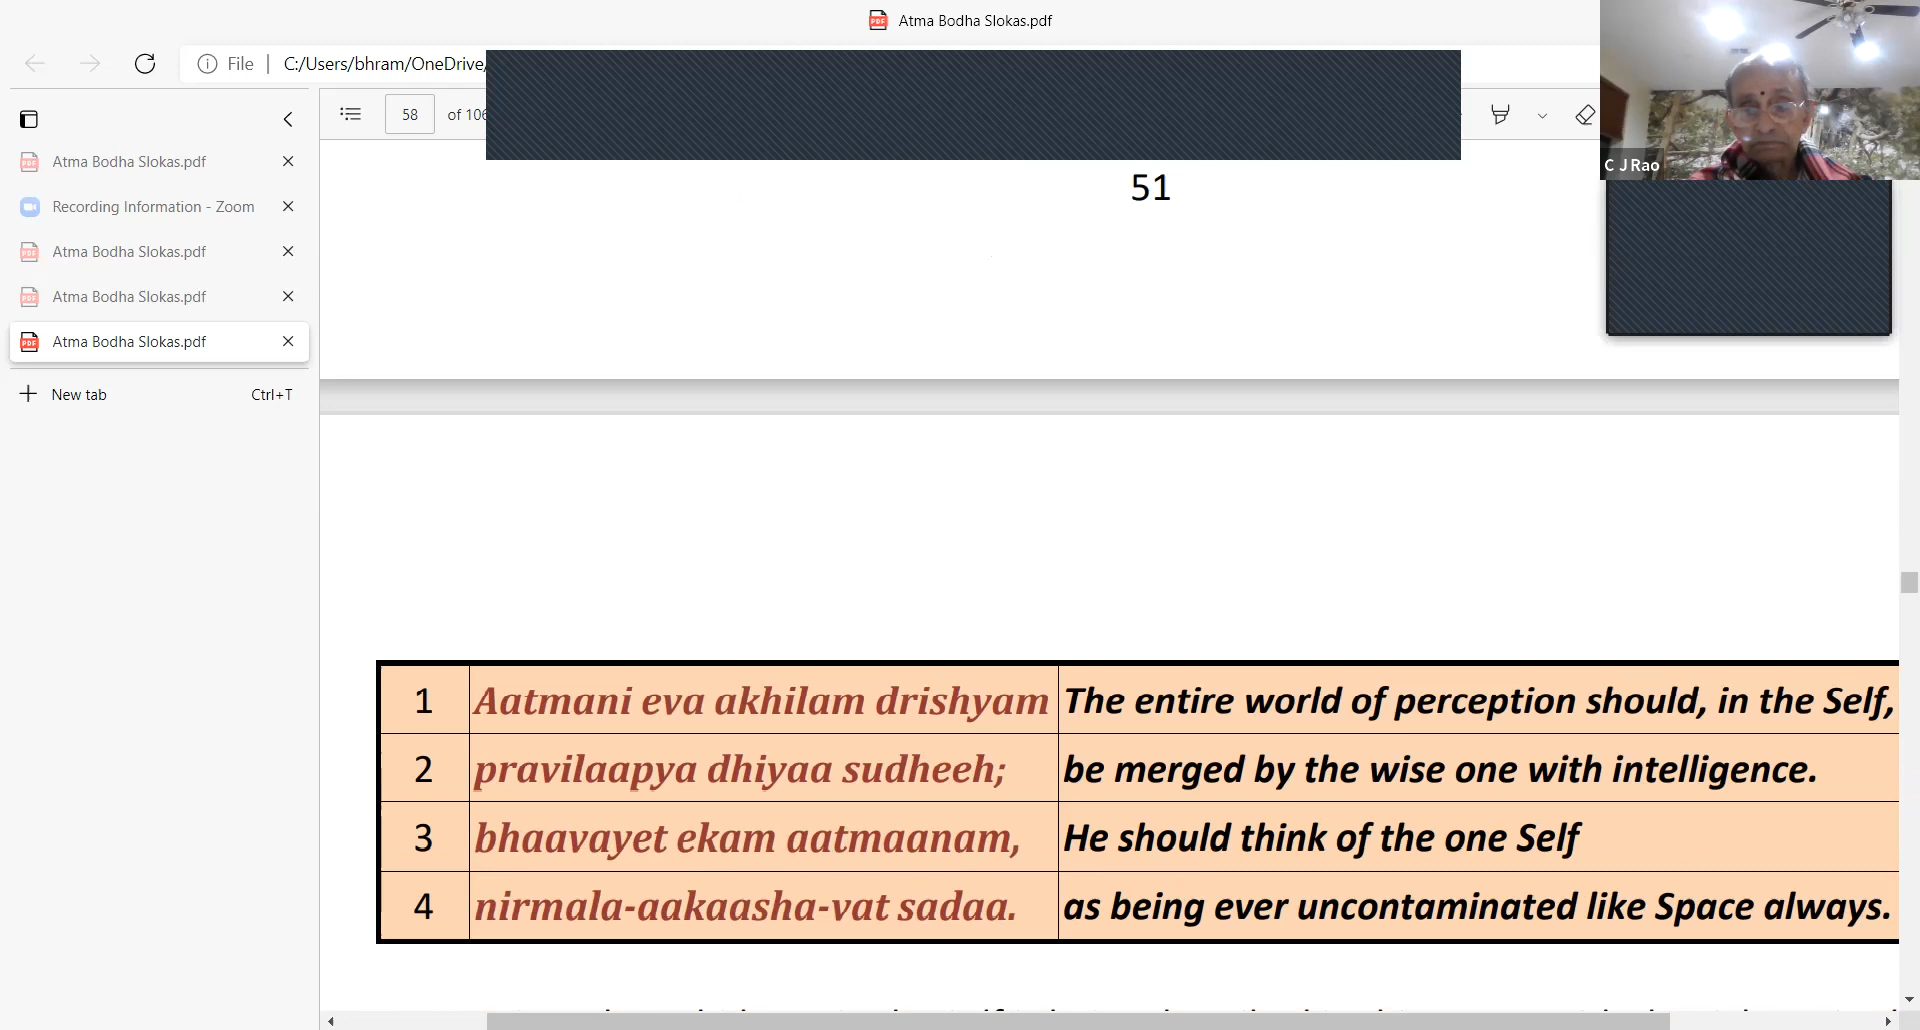 Atma Bodha Slokas.pdf
File
C:/Users/bhram/OneDrive/
C J Rao
58
of 106
Atma Bodha Slokas.pdf
Recording Information - Zoom
Atma Bodha Slokas.pdf
Atma Bodha Slokas.pdf
Atma Bodha Slokas.pdf
New tab Ctrl+T
51
1 Aatmani eva akhilam drishyam The entire world of perception should, in the Self,
2 pravilaapya dhiyaa sudheeh; be merged by the wise one with intelligence.
3 bhaavayet ekam aatmaanam, He should think of the one Self
4 nirmala-aakaasha-vat sadaa. as being ever uncontaminated like Space always.